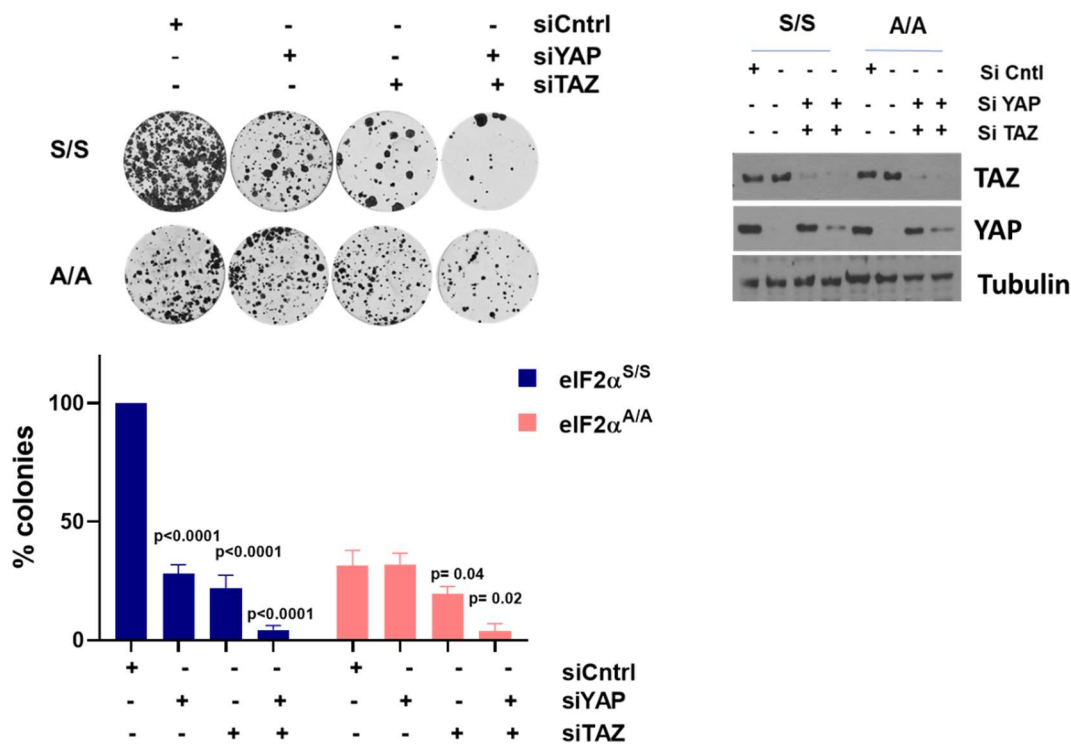 + - - - siCntrl
- + - + siYAP
- - + + siTAZ
S/S
A/A
S/S A/A
+ - - - + - - - Si Cntl
- - + + - - + + Si YAP
- - + + - - + + Si TAZ
TAZ
YAP
Tubulin
eIF2α^S/S
eIF2α^A/A
% colonies
100
50
0
p<0.0001
p<0.0001
p<0.0001
p= 0.04
p= 0.02
+ - - - + - - - siCntrl
- + - + - + - + siYAP
- - + + - - + + siTAZ